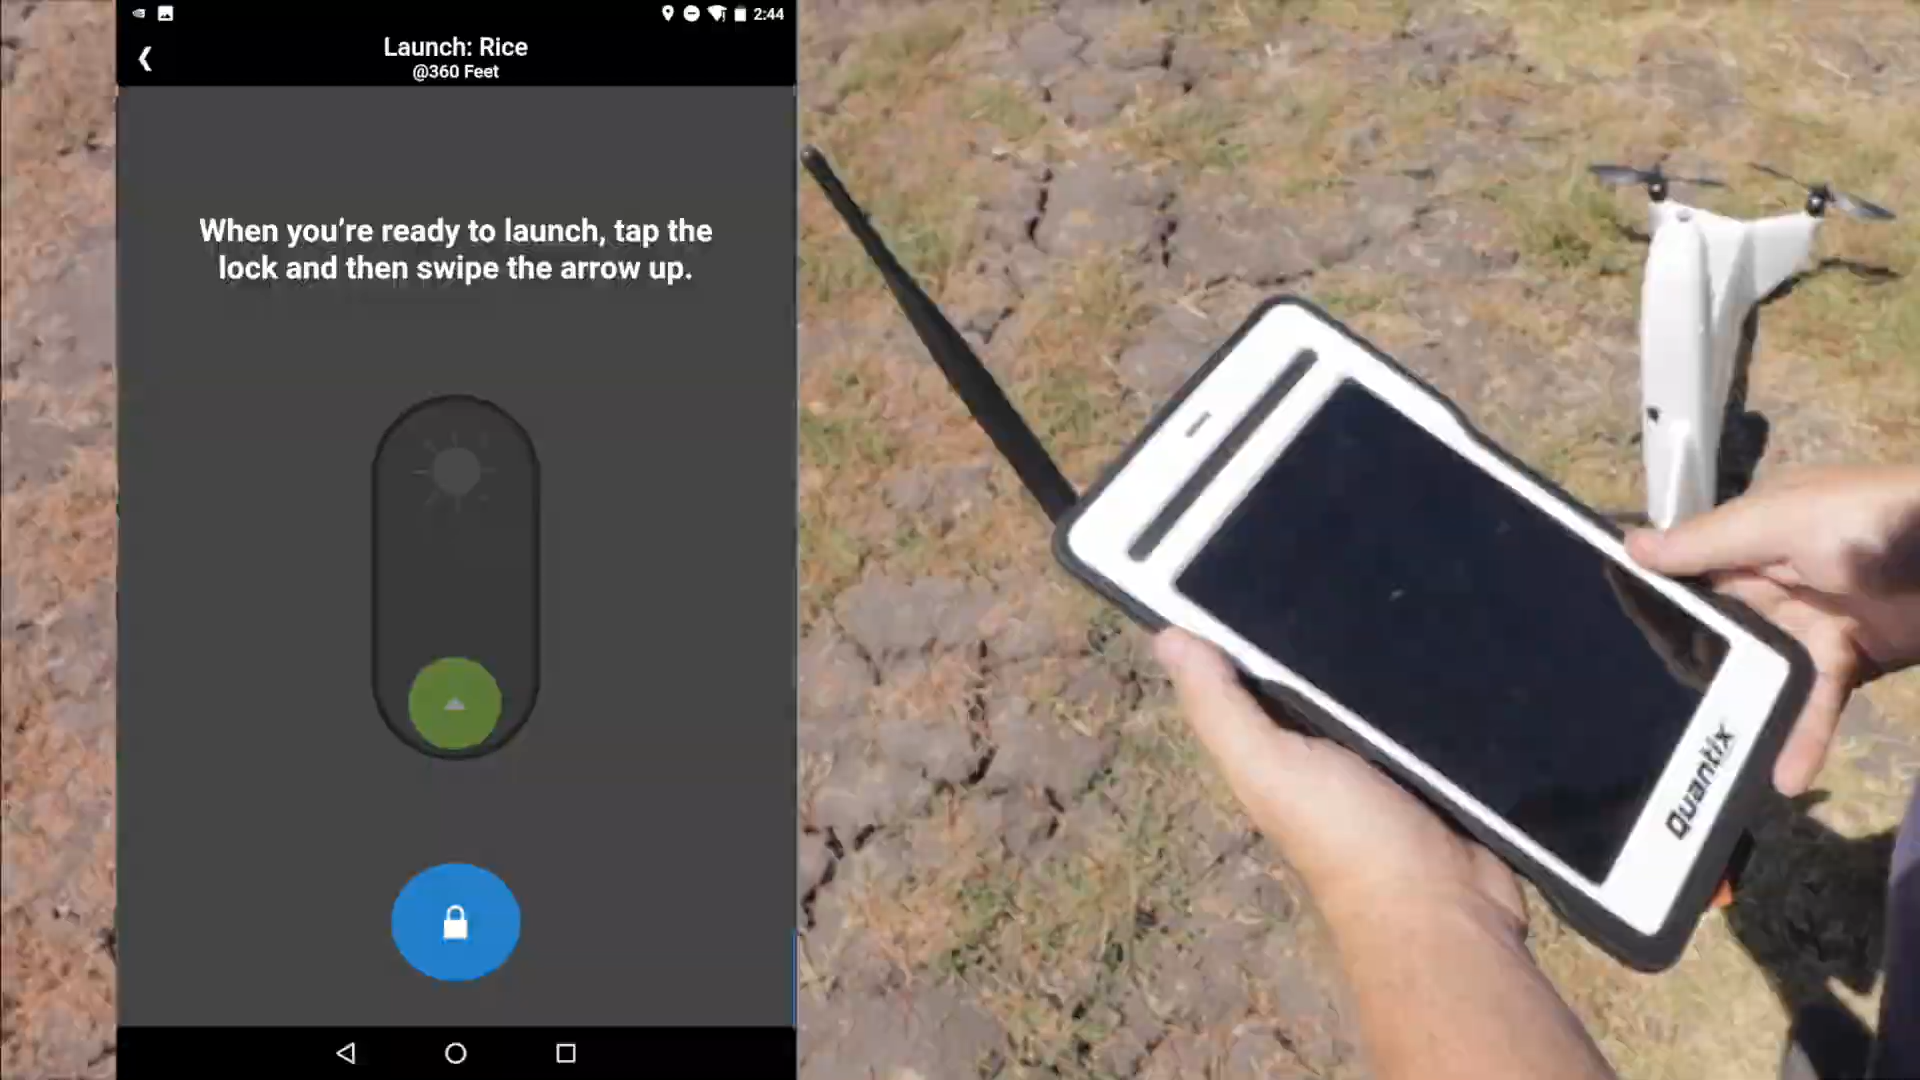 2:44
Launch: Rice
@360 Feet
When you're ready to launch, tap the
lock and then swipe the arrow up.
Quantix